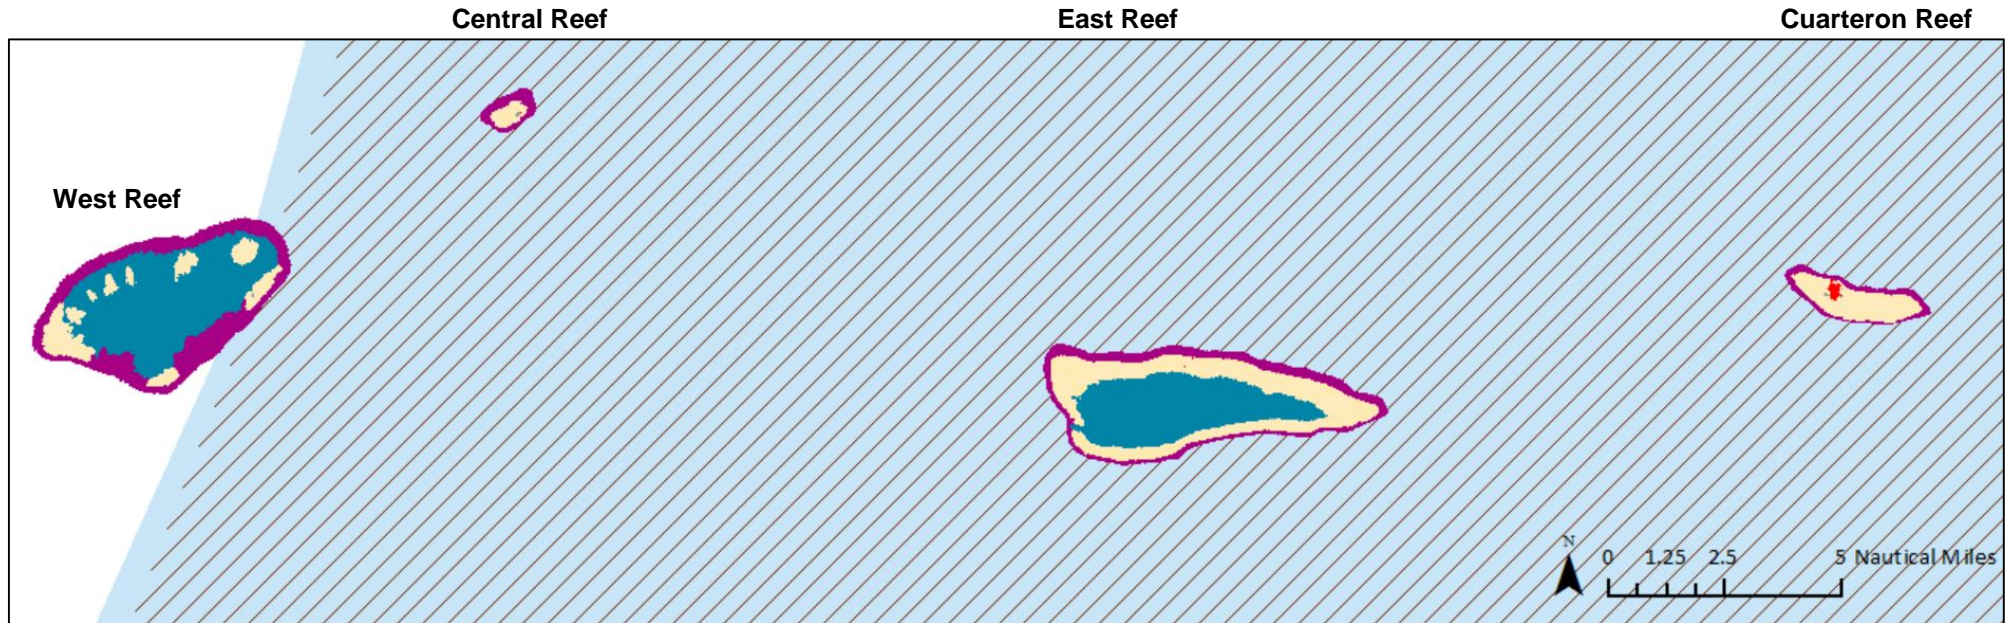 Central Reef East Reef Cuarteron Reef
West Reef
N
0 1.25 2.5 5 Nautical Miles